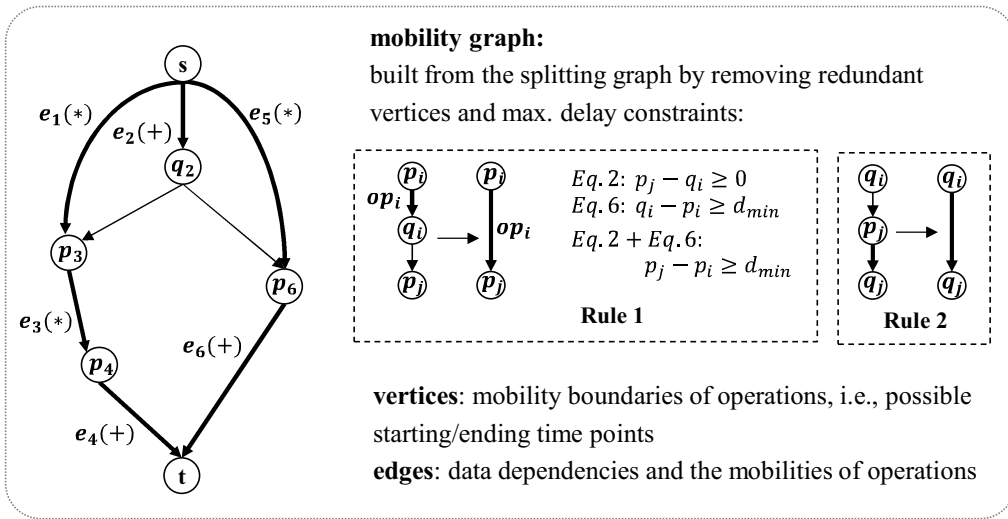 s
e₁(*)
e₂(+)
e₅(*)
q₂
p₃
p₆
e₃(*)
e₆(+)
p₄
e₄(+)
t
mobility graph:
built from the splitting graph by removing redundant
vertices and max. delay constraints:
pᵢ
opᵢ
qᵢ
pⱼ
pᵢ
opᵢ
pⱼ
Eq. 2: pⱼ − qᵢ ≥ 0
Eq. 6: qᵢ − pᵢ ≥ dₘᵢₙ
Eq. 2 + Eq. 6:
pⱼ − pᵢ ≥ dₘᵢₙ
Rule 1
qᵢ
pⱼ
qⱼ
qᵢ
qⱼ
Rule 2
vertices: mobility boundaries of operations, i.e., possible
starting/ending time points
edges: data dependencies and the mobilities of operations